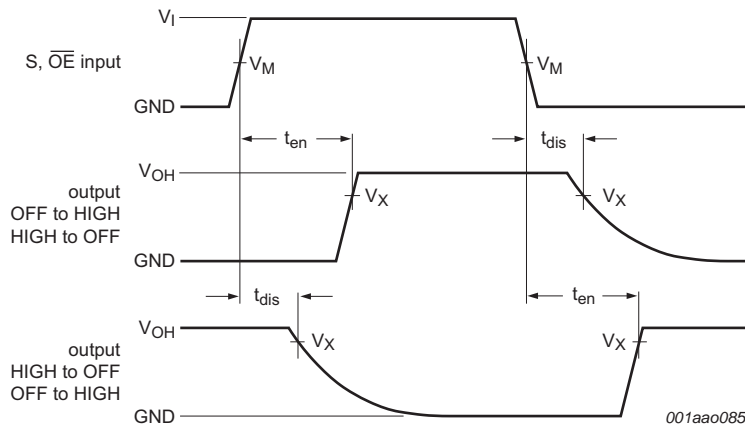 V_I
S, O̅E̅ input
V_M
V_M
GND
t_en
t_dis
V_OH
output
OFF to HIGH
HIGH to OFF
V_X
V_X
GND
t_dis
t_en
V_OH
output
HIGH to OFF
OFF to HIGH
V_X
V_X
GND
001aao085